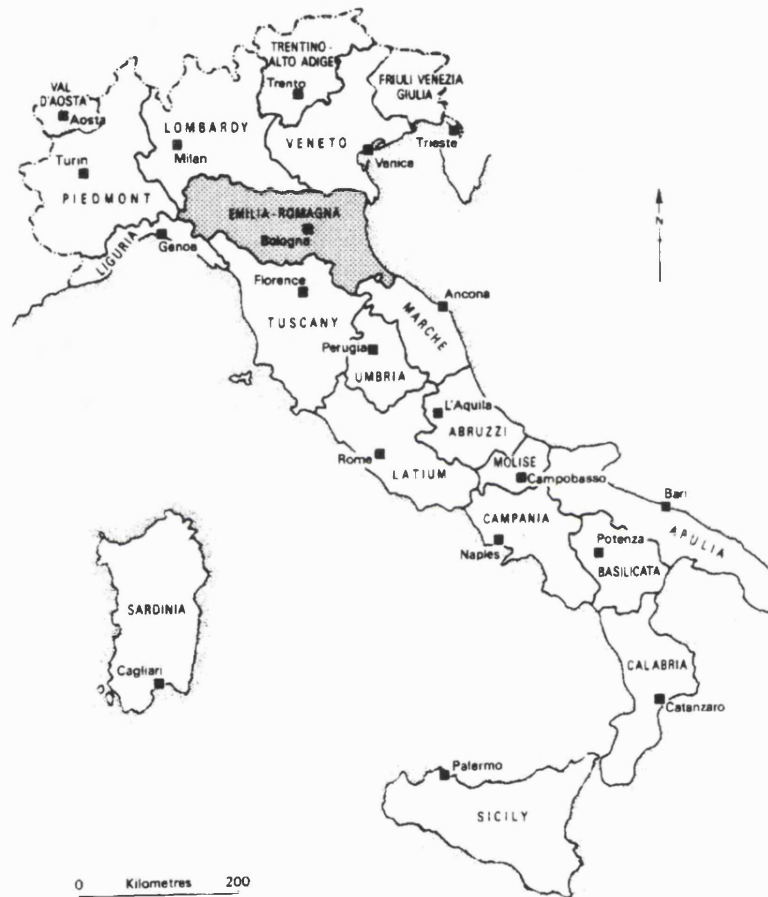 TRENTINO-
ALTO ADIGE
Trento
FRIULI VENEZIA
GIULIA
VAL
D'AOSTA
Aosta
LOMBARDY
VENETO
Trieste
Milan
Venice
Turin
PIEDMONT
EMILIA-ROMAGNA
Bologna
LIGURIA
Genoa
N
Florence
TUSCANY
Ancona
MARCHE
Perugia
UMBRIA
L'Aquila
ABRUZZI
Rome
LATIUM
MOLISE
Campobasso
Bari
APULIA
CAMPANIA
Naples
Potenza
BASILICATA
SARDINIA
Cagliari
CALABRIA
Catanzaro
Palermo
SICILY
0 Kilometres 200